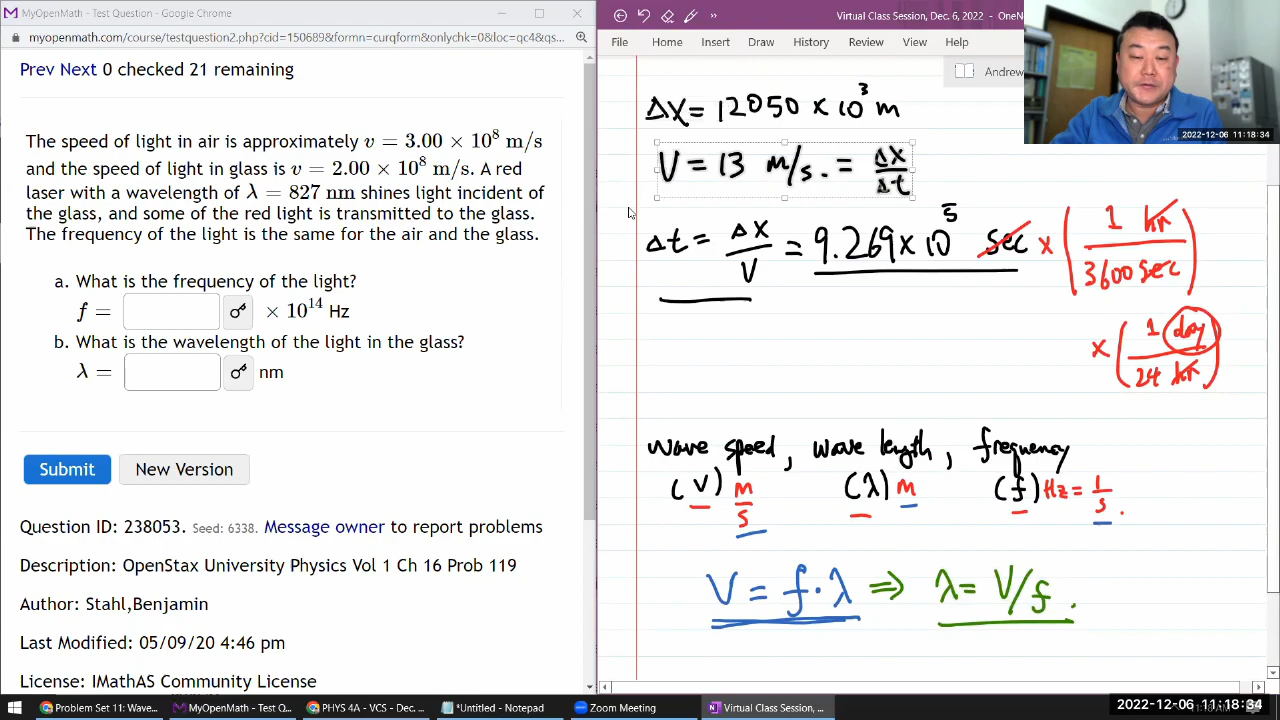 MyOpenMath - Test Question - Google Chrome
myopenmath.com/course/testquestion2.php?cid=150689&formn=curqform&onlychk=0&loc=qc4&qs...
Prev Next 0 checked 21 remaining
The speed of light in air is approximately v = 3.00 × 10⁸ m/s
and the speed of light in glass is v = 2.00 × 10⁸ m/s. A red
laser with a wavelength of λ = 827 nm shines light incident of
the glass, and some of the red light is transmitted to the glass.
The frequency of the light is the same for the air and the glass.
a. What is the frequency of the light?
f = × 10¹⁴ Hz
b. What is the wavelength of the light in the glass?
λ = nm
Submit New Version
Question ID: 238053. Seed: 6338. Message owner to report problems
Description: OpenStax University Physics Vol 1 Ch 16 Prob 119
Author: Stahl,Benjamin
Last Modified: 05/09/20 4:46 pm
License: IMathAS Community License
Virtual Class Session, Dec. 6, 2022 - OneN
File Home Insert Draw History Review View Help
Andrew
2022-12-06 11:18:34
Δx = 12050 × 10³ m
V = 13 m/s. = Δx/Δt
Δt = Δx/V = 9.269 × 10⁵ sec × (1 hr / 3600 sec)
× (1 day / 24 hr)
wave speed, wave length, frequency
(V) m/s (λ) m (f) Hz = 1/s.
V = f·λ ⇒ λ = V/f.
Problem Set 11: Wave... MyOpenMath - Test Q... PHYS 4A - VCS - Dec. ... *Untitled - Notepad Zoom Meeting Virtual Class Session,...
2022-12-06 11:18:34